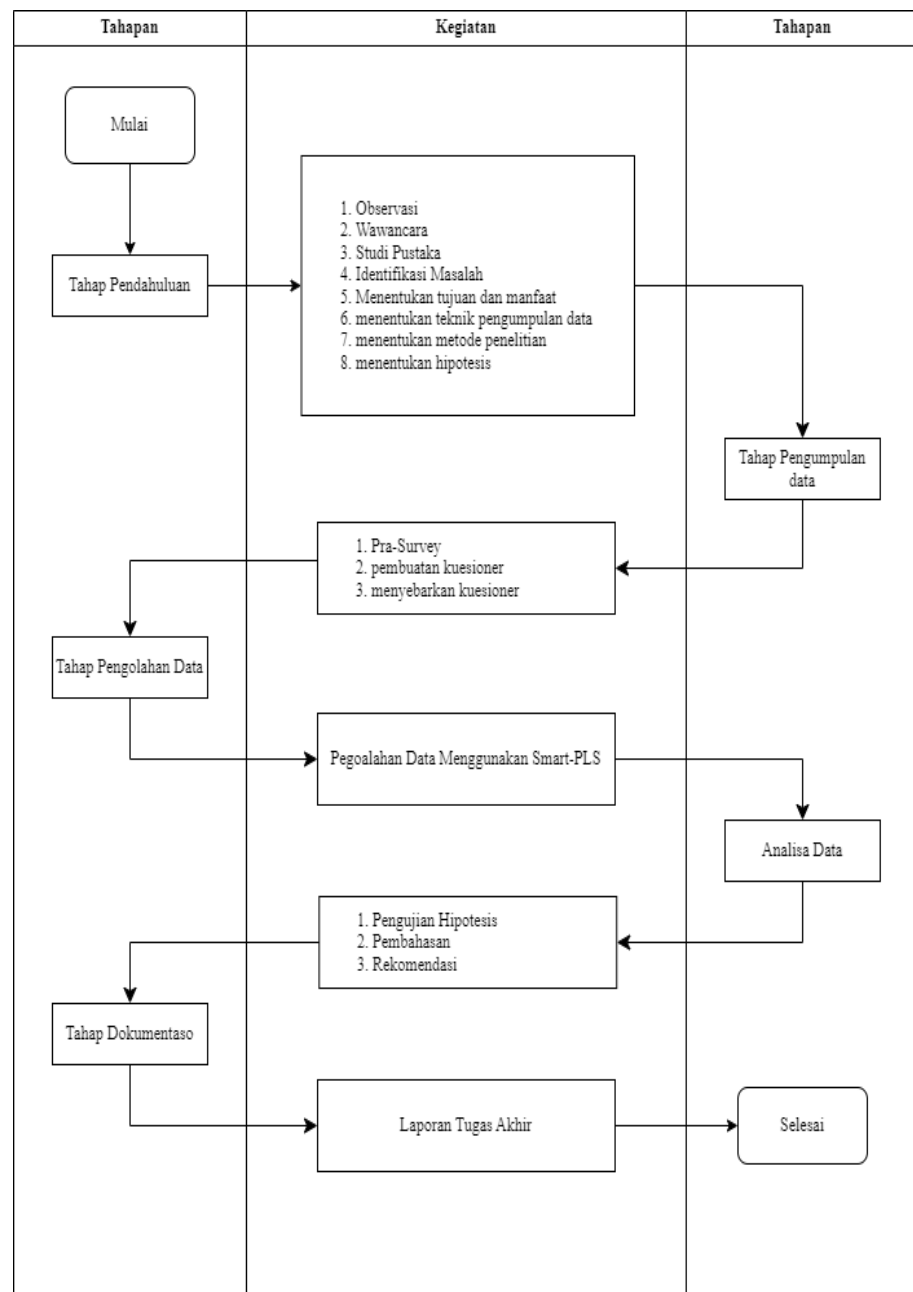 Tahapan
Kegiatan
Tahapan
Mulai
Tahap Pendahuluan
1. Observasi
2. Wawancara
3. Studi Pustaka
4. Identifikasi Masalah
5. Menentukan tujuan dan manfaat
6. menentukan teknik pengumpulan data
7. menentukan metode penelitian
8. menentukan hipotesis
Tahap Pengumpulan
data
1. Pra-Survey
2. pembuatan kuesioner
3. menyebarkan kuesioner
Tahap Pengolahan Data
Pegoalahan Data Menggunakan Smart-PLS
Analisa Data
1. Pengujian Hipotesis
2. Pembahasan
3. Rekomendasi
Tahap Dokumentaso
Laporan Tugas Akhir
Selesai